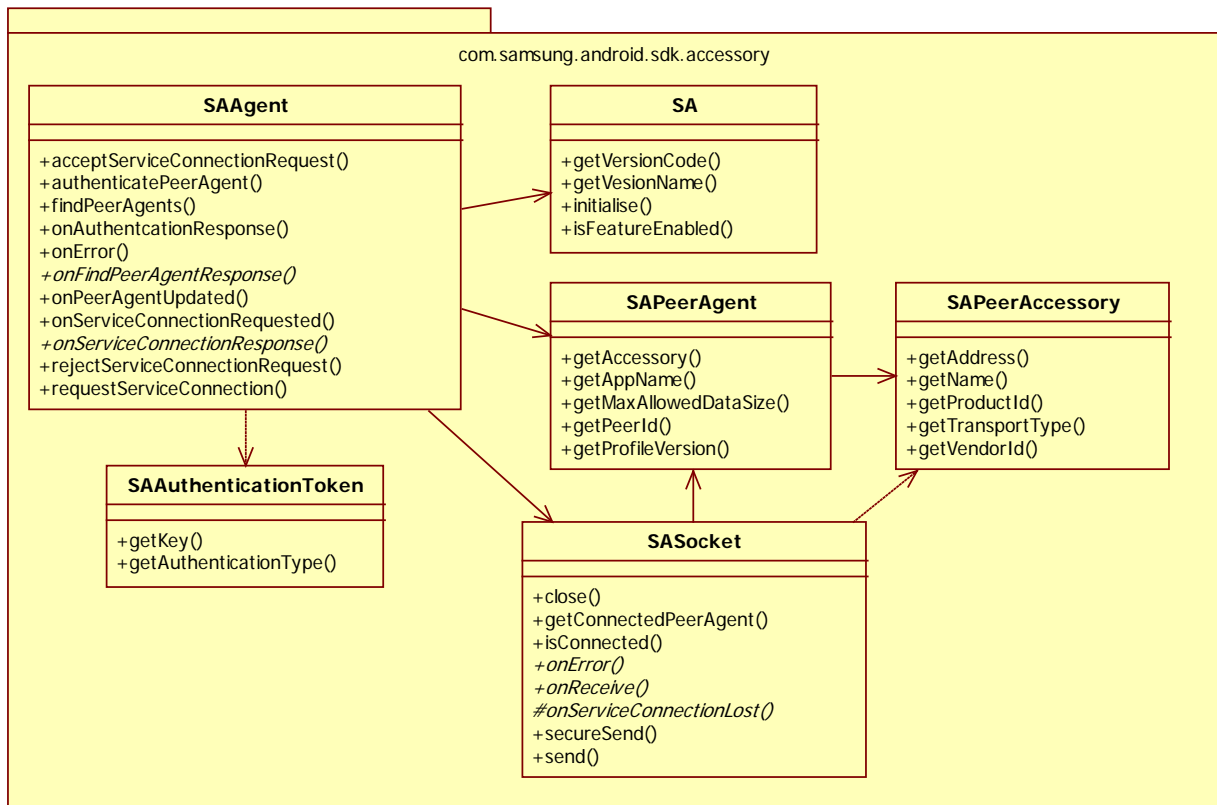 com.samsung.android.sdk.accessory
SAAgent
+acceptServiceConnectionRequest()
+authenticatePeerAgent()
+findPeerAgents()
+onAuthentcationResponse()
+onError()
+onFindPeerAgentResponse()
+onPeerAgentUpdated()
+onServiceConnectionRequested()
+onServiceConnectionResponse()
+rejectServiceConnectionRequest()
+requestServiceConnection()
SA
+getVersionCode()
+getVesionName()
+initialise()
+isFeatureEnabled()
SAPeerAgent
+getAccessory()
+getAppName()
+getMaxAllowedDataSize()
+getPeerId()
+getProfileVersion()
SAPeerAccessory
+getAddress()
+getName()
+getProductId()
+getTransportType()
+getVendorId()
SAAuthenticationToken
+getKey()
+getAuthenticationType()
SASocket
+close()
+getConnectedPeerAgent()
+isConnected()
+onError()
+onReceive()
#onServiceConnectionLost()
+secureSend()
+send()